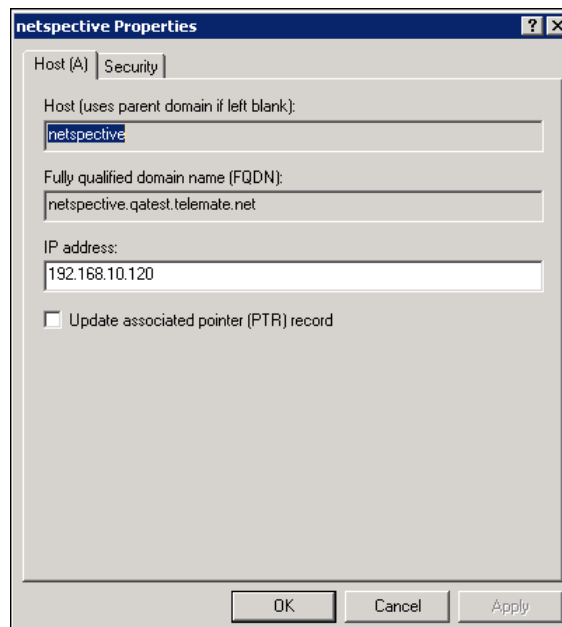 netspective Properties
Host (A)
Security
Host (uses parent domain if left blank):
netspective
Fully qualified domain name (FQDN):
netspective.qatest.telemate.net
IP address:
192.168.10.120
Update associated pointer (PTR) record
OK
Cancel
Apply